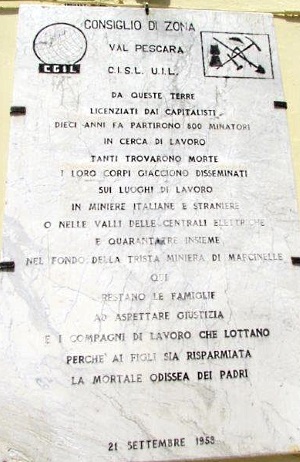 CONSIGLIO DI ZONA
VAL PESCARA
CGIL
C.I.S.L. U.I.L.
DA QUESTE TERRE
LICENZIATI DAI CAPITALISTI
DIECI ANNI FA PARTIRONO 800 MINATORI
IN CERCA DI LAVORO
TANTI TROVARONO MORTE
I LORO CORPI GIACCIONO DISSEMINATI
SUI LUOGHI DI LAVORO
IN MINIERE ITALIANE E STRANIERE
O NELLE VALLI DELLE CENTRALI ELETTRICHE
E QUARANTATRE INSIEME
NEL FONDO DELLA TRISTA MINIERA DI MARCINELLE
QUI
RESTANO LE FAMIGLIE
AD ASPETTARE GIUSTIZIA
E I COMPAGNI DI LAVORO CHE LOTTANO
PERCHE' AI FIGLI SIA RISPARMIATA
LA MORTALE ODISSEA DEI PADRI
21 SETTEMBRE